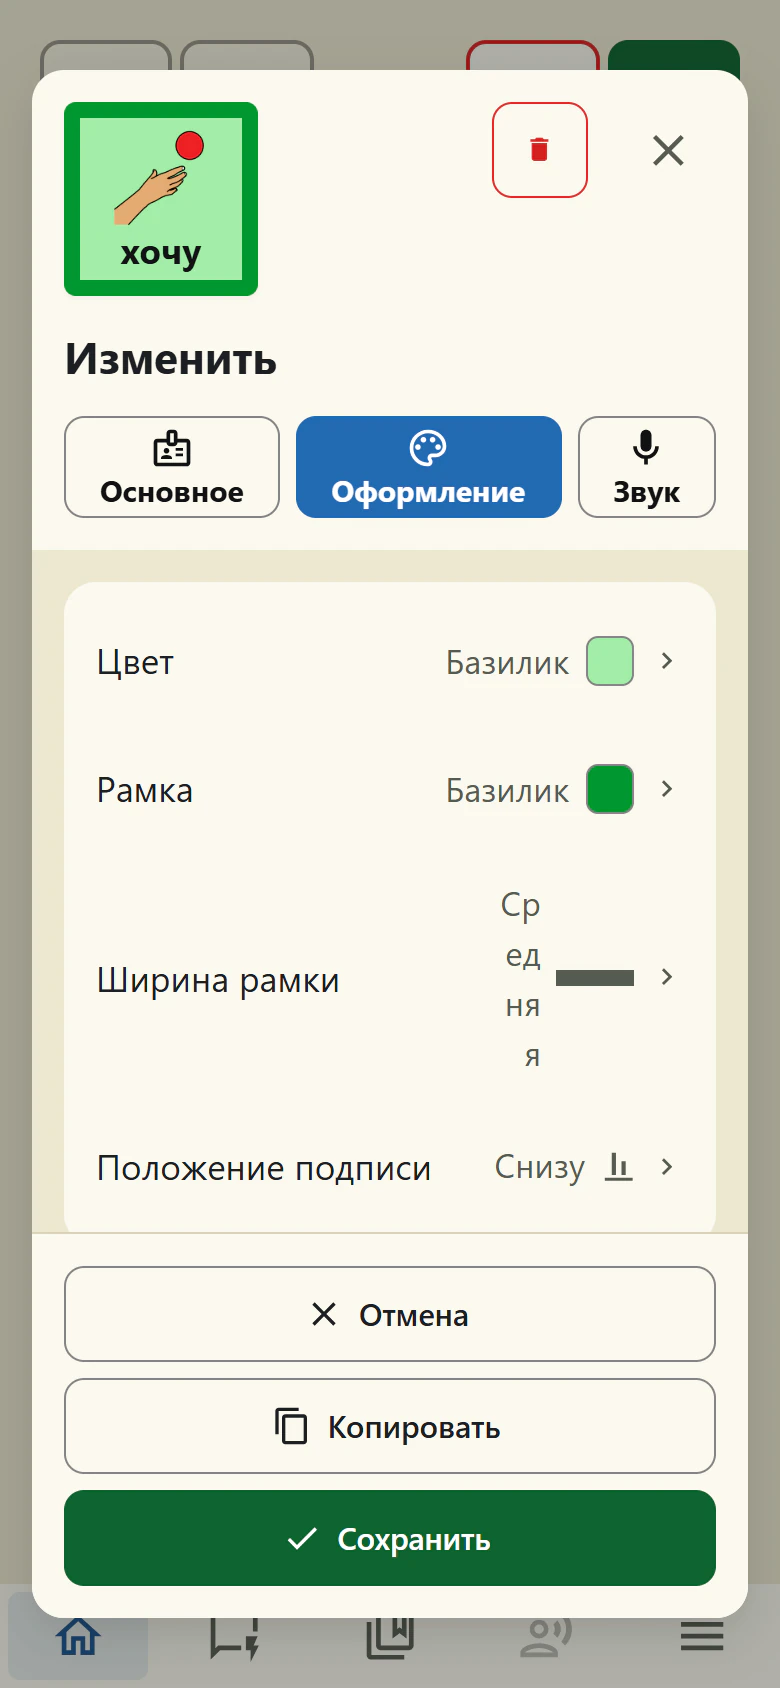 хочу
Изменить
Основное
Оформление
Звук
Цвет
Базилик
Рамка
Базилик
Ширина рамки
Ср
ед
ня
я
Положение подписи
Снизу
Отмена
Копировать
Сохранить